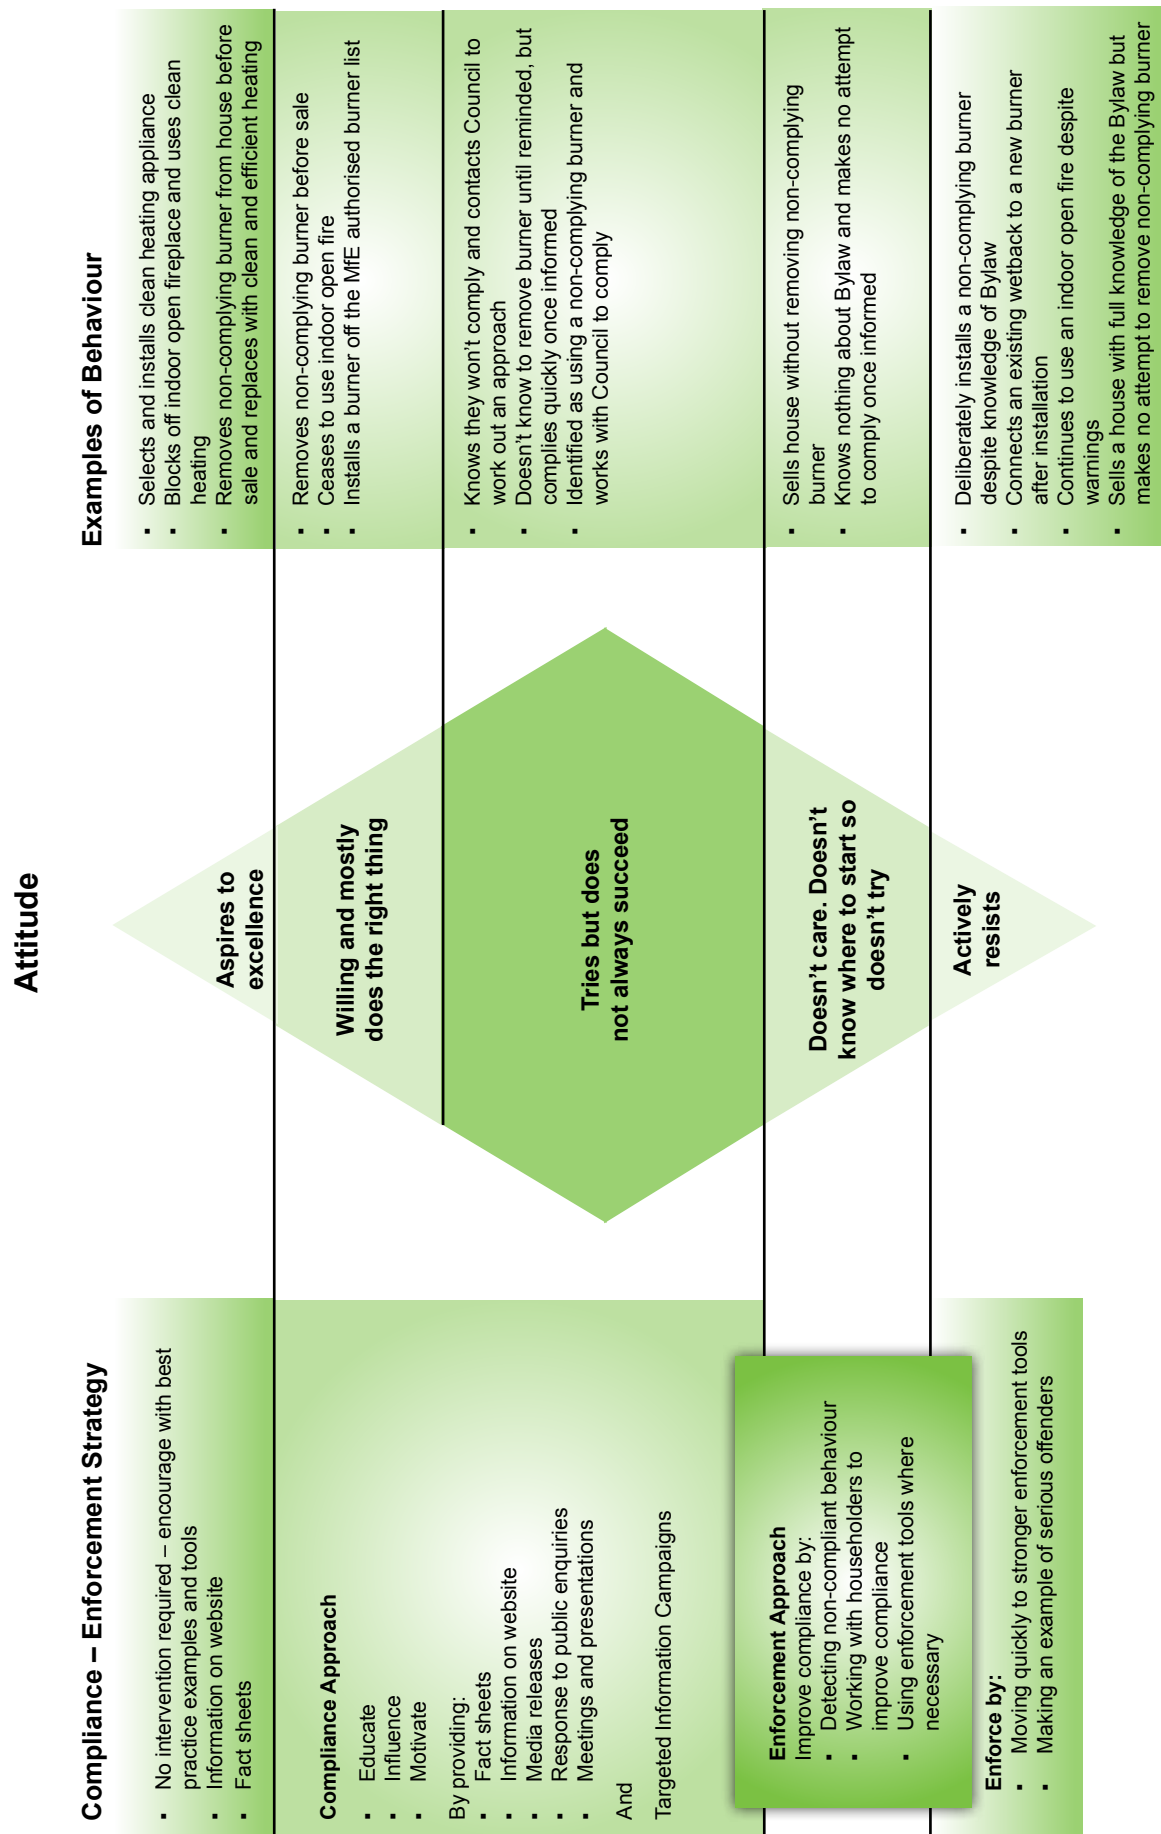 Attitude
Compliance – Enforcement Strategy
▪ No intervention required – encourage with best
practice examples and tools
▪ Information on website
▪ Fact sheets
Compliance Approach
▪ Educate
▪ Influence
▪ Motivate
By providing:
▪ Fact sheets
▪ Information on website
▪ Media releases
▪ Response to public enquiries
▪ Meetings and presentations
And
Targeted Information Campaigns
Enforcement Approach
Improve compliance by:
▪ Detecting non-compliant behaviour
▪ Working with householders to
improve compliance
▪ Using enforcement tools where
necessary
Enforce by:
▪ Moving quickly to stronger enforcement tools
▪ Making an example of serious offenders
Aspires to
excellence
Willing and mostly
does the right thing
Tries but does
not always succeed
Doesn’t care. Doesn’t
know where to start so
doesn’t try
Actively
resists
Examples of Behaviour
▪ Selects and installs clean heating appliance
▪ Blocks off indoor open fireplace and uses clean
heating
▪ Removes non-complying burner from house before
sale and replaces with clean and efficient heating
▪ Removes non-complying burner before sale
▪ Ceases to use indoor open fire
▪ Installs a burner off the MfE authorised burner list
▪ Knows they won’t comply and contacts Council to
work out an approach
▪ Doesn’t know to remove burner until reminded, but
complies quickly once informed
▪ Identified as using a non-complying burner and
works with Council to comply
▪ Sells house without removing non-complying
burner
▪ Knows nothing about Bylaw and makes no attempt
to comply once informed
▪ Deliberately installs a non-complying burner
despite knowledge of Bylaw
▪ Connects an existing wetback to a new burner
after installation
▪ Continues to use an indoor open fire despite
warnings
▪ Sells a house with full knowledge of the Bylaw but
makes no attempt to remove non-complying burner